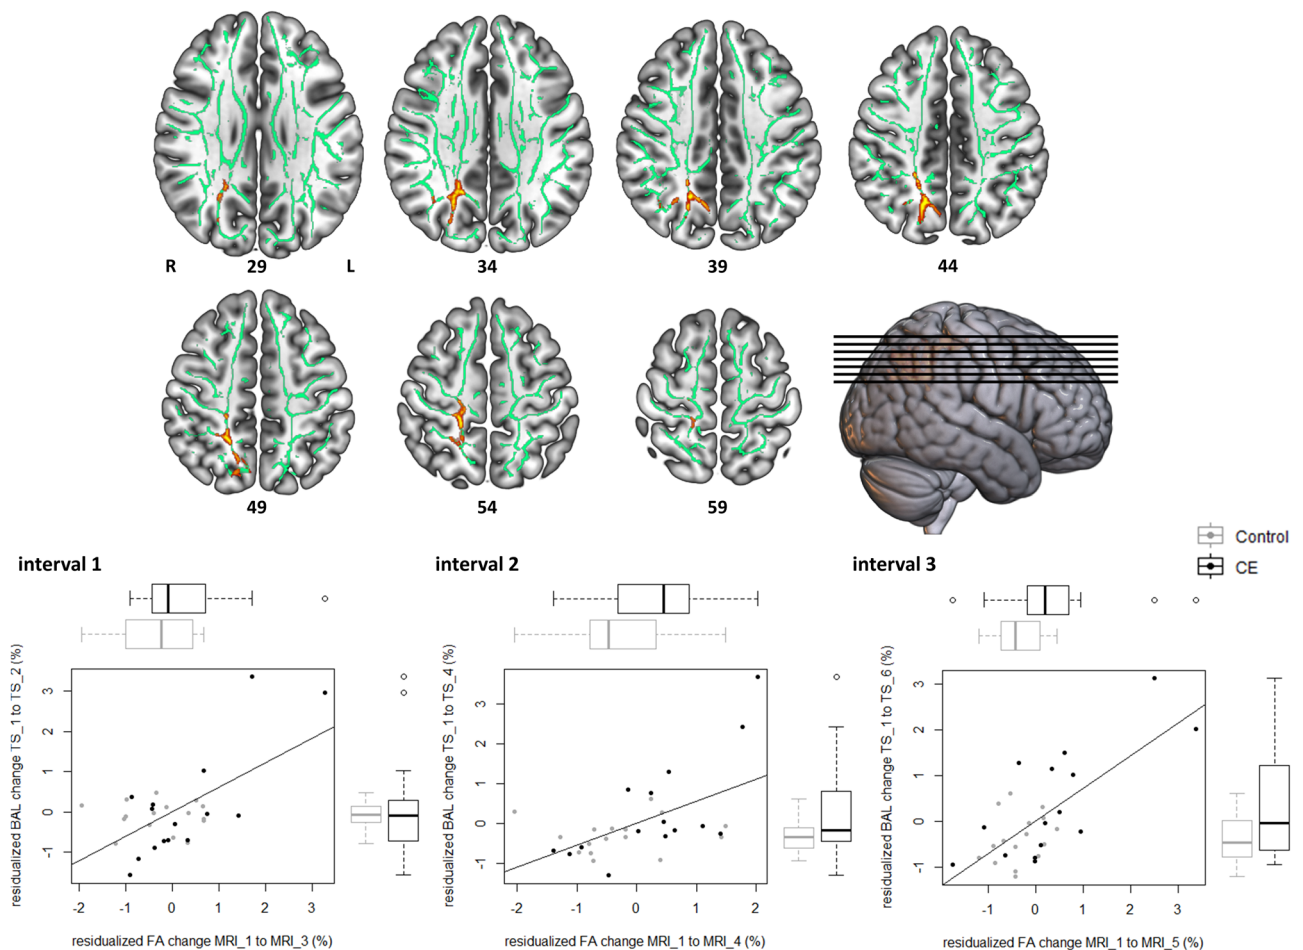 R 29 L 34 39 44
49 54 59
Control
CE
interval 1 interval 2 interval 3
residualized BAL change TS_1 to TS_2 (%)
3
2
1
0
-1
-1 0 1 2 3
-2
residualized FA change MRI_1 to MRI_3 (%)
residualized BAL change TS_1 to TS_4 (%)
3
2
1
0
-1
-2 -1 0 1 2
residualized FA change MRI_1 to MRI_4 (%)
residualized BAL change TS_1 to TS_6 (%)
3
2
1
0
-1
-2 -1 0 1 2 3
residualized FA change MRI_1 to MRI_5 (%)